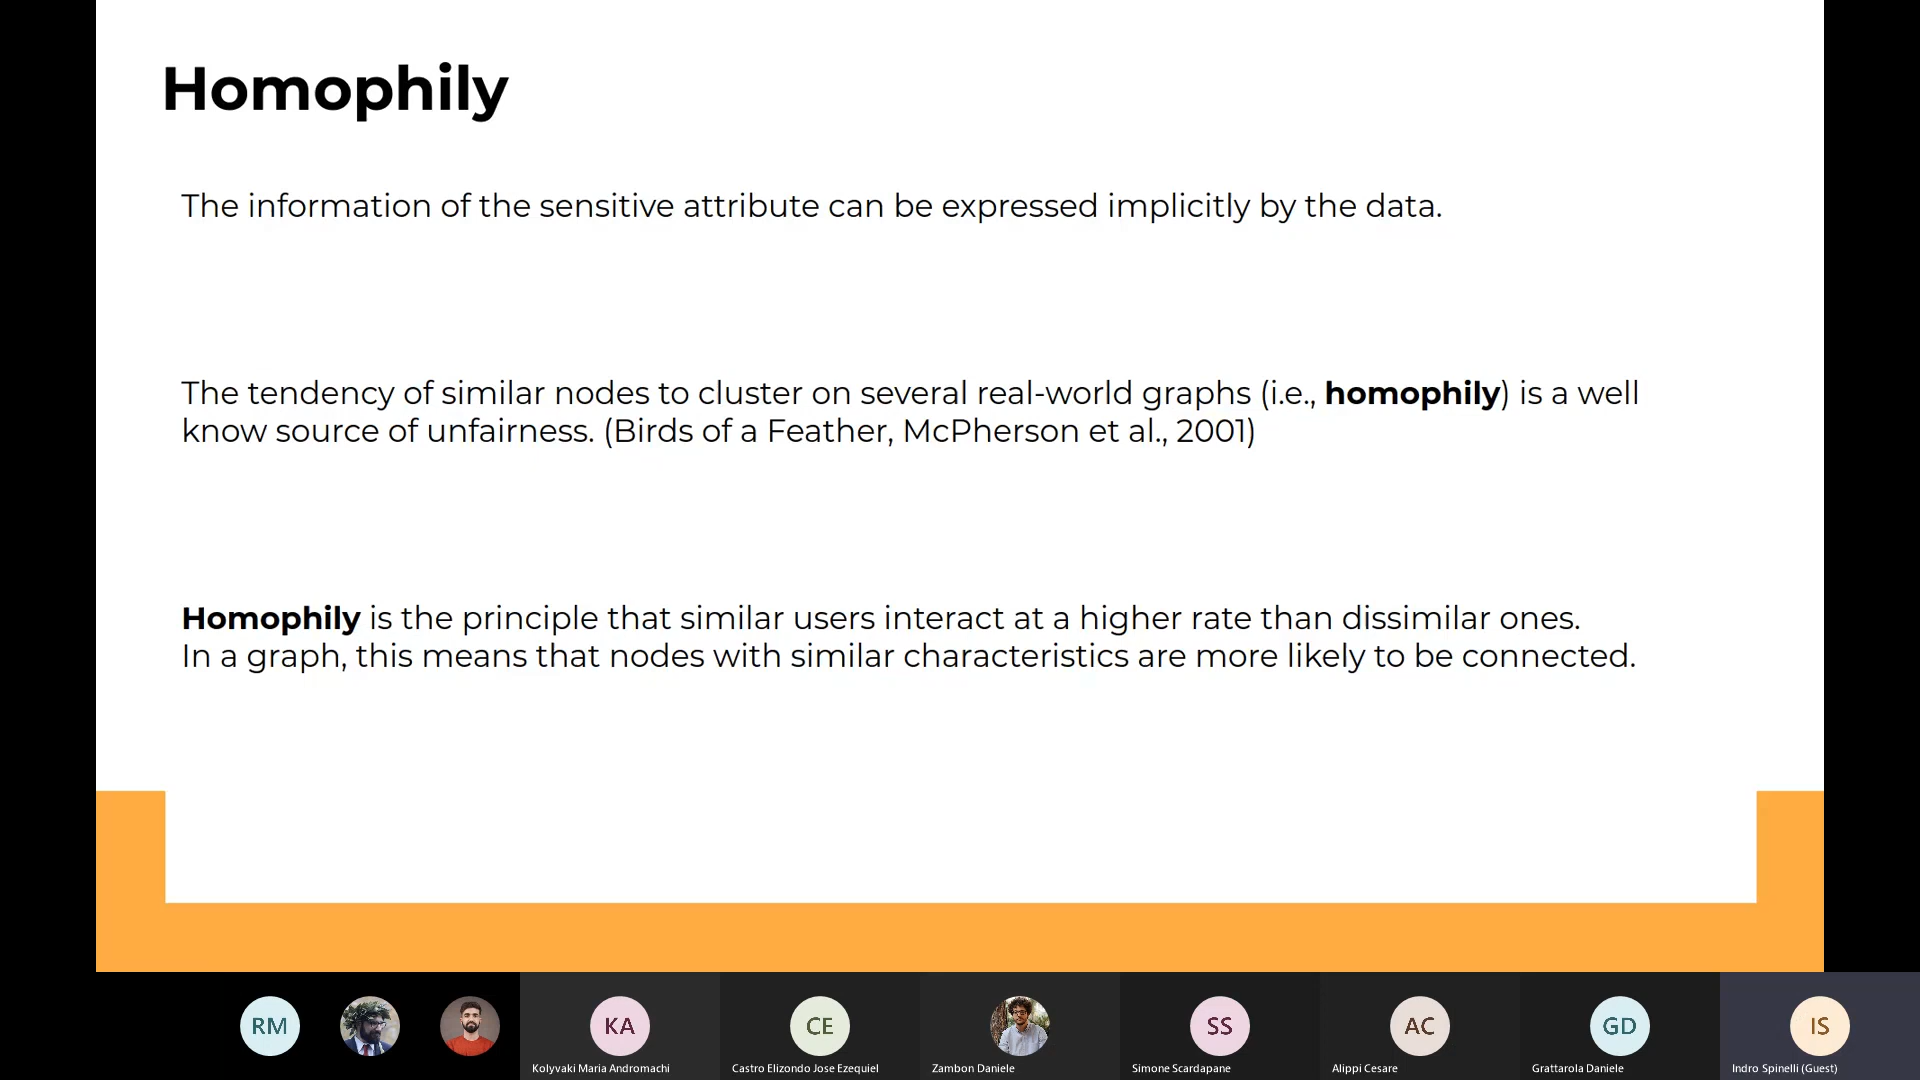 Homophily
The information of the sensitive attribute can be expressed implicitly by the data.
The tendency of similar nodes to cluster on several real-world graphs (i.e., homophily) is a well
know source of unfairness. (Birds of a Feather, McPherson et al., 2001)
Homophily is the principle that similar users interact at a higher rate than dissimilar ones.
In a graph, this means that nodes with similar characteristics are more likely to be connected.
RM
KA
CE
SS
AC
GD
IS
Kolyvaki Maria Andromachi
Castro Elizondo Jose Ezequiel
Zambon Daniele
Simone Scardapane
Alippi Cesare
Grattarola Daniele
Indro Spinelli (Guest)